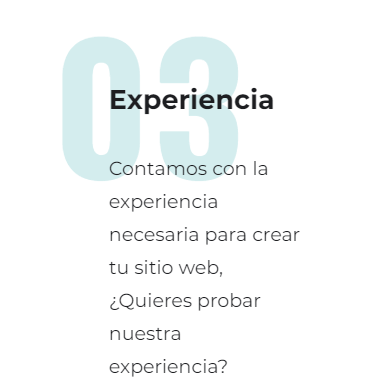 03
Experiencia
Contamos con la
experiencia
necesaria para crear
tu sitio web,
¿Quieres probar
nuestra
experiencia?